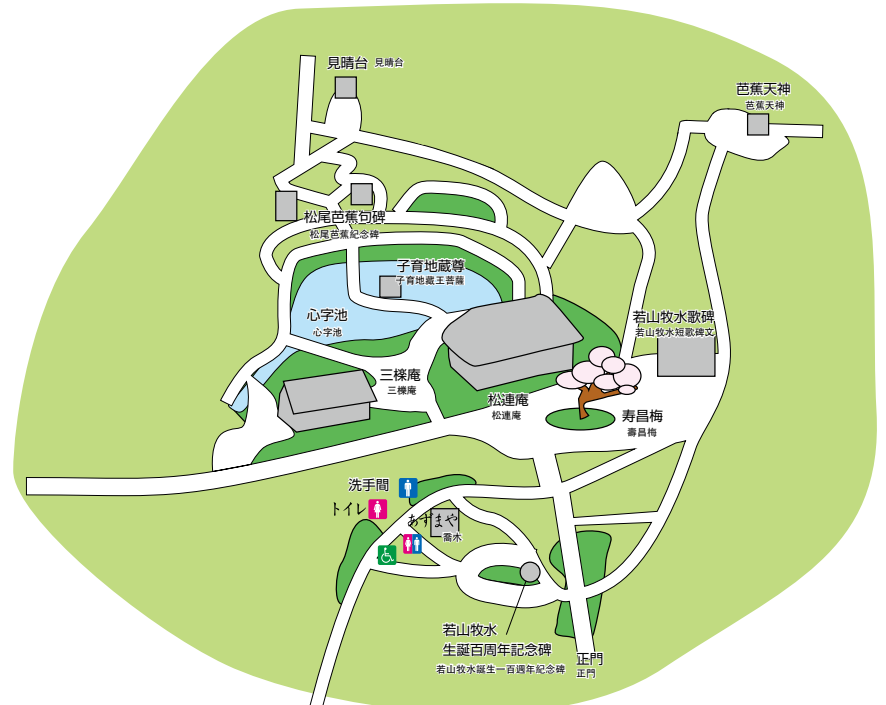 見晴台 見晴台
芭蕉天神
芭蕉天神
松尾芭蕉句碑
松尾芭蕉紀念碑
子育地蔵尊
子育地藏王菩薩
心字池
心字池
若山牧水歌碑
若山牧水短歌碑文
三檪庵
三檪庵
松連庵
松連庵
寿昌梅
壽昌梅
洗手間
トイレ
あずまや
喬木
若山牧水
生誕百周年記念碑
若山牧水誕生一百週年紀念碑
正門
正門